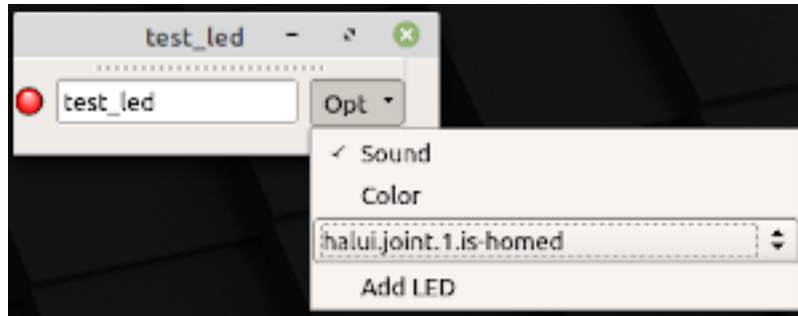 test_led
test_led Opt
Sound
Color
halui.joint.1.is-homed
Add LED